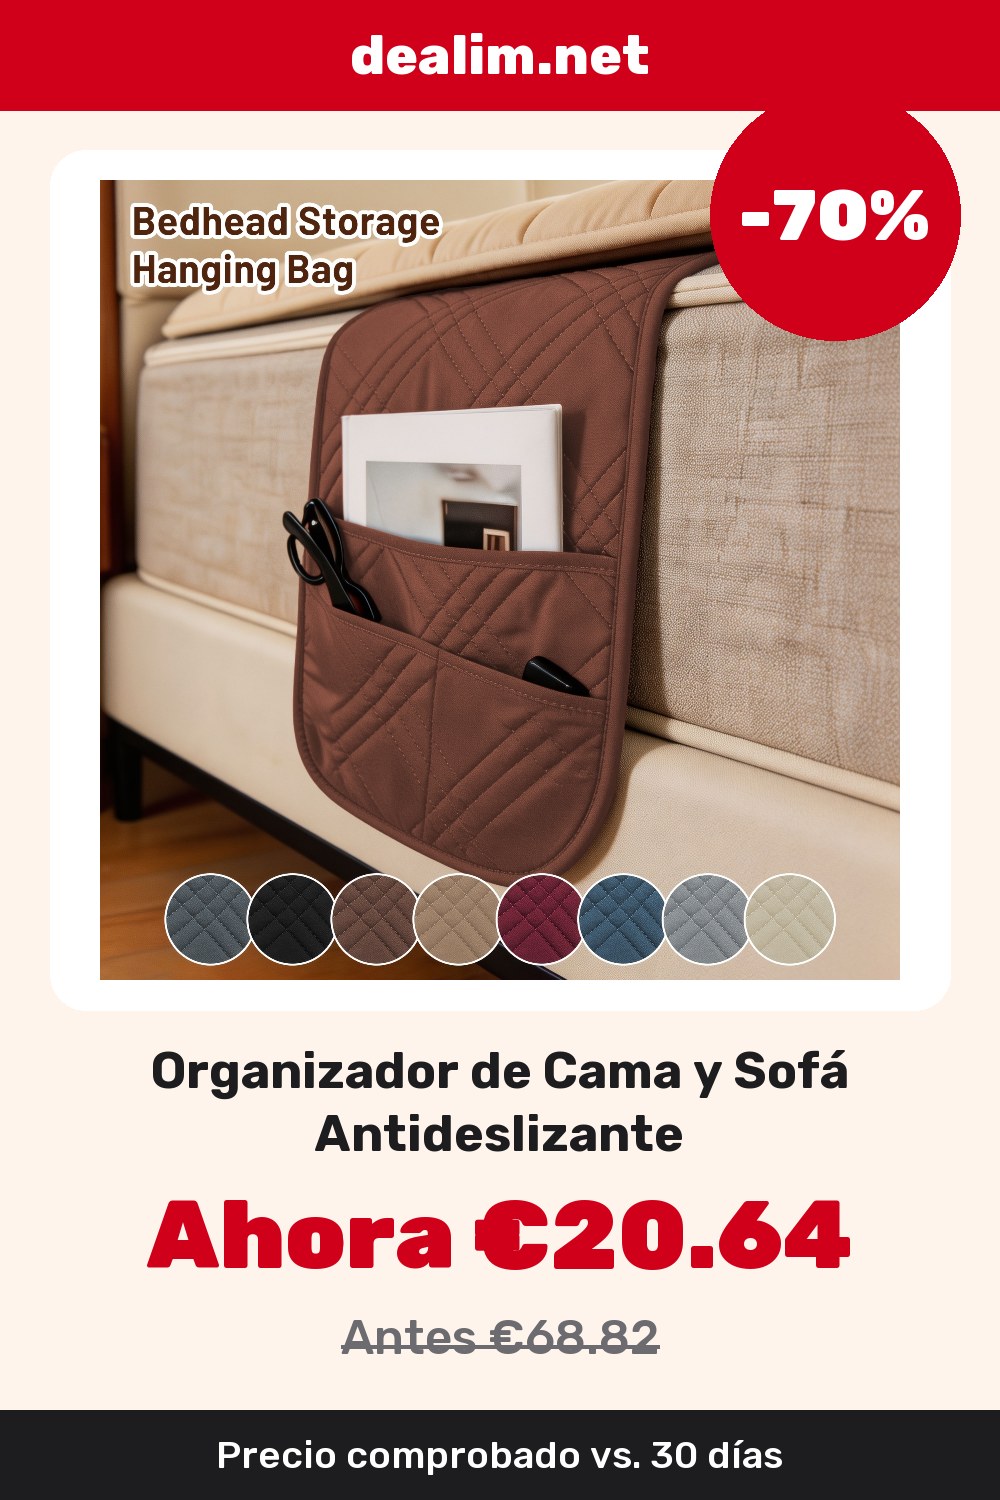 dealim.net
-70%
Bedhead Storage
Hanging Bag
Organizador de Cama y Sofá
Antideslizante
Ahora €20.64
Antes €68.82
Precio comprobado vs. 30 días